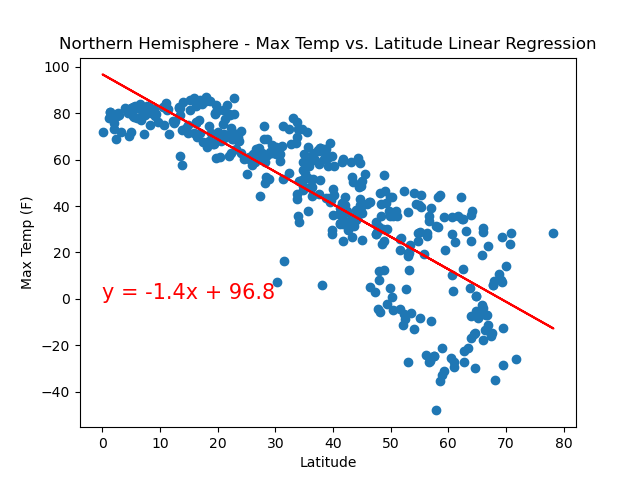 Northern Hemisphere - Max Temp vs. Latitude Linear Regression
100
80
60
40
20
0
−20
−40
Max Temp (F)
y = -1.4x + 96.8
0 10 20 30 40 50 60 70 80
Latitude